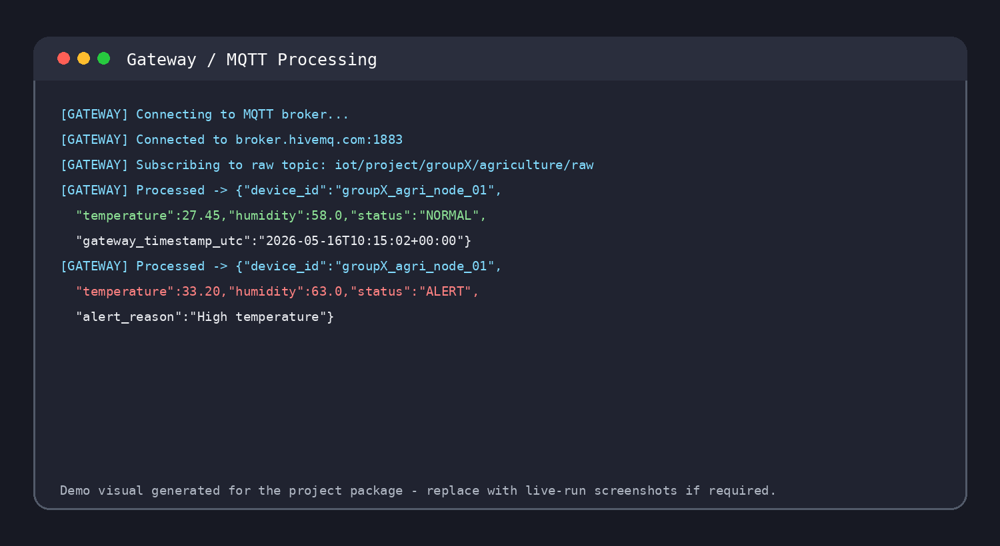 Gateway / MQTT Processing
[GATEWAY] Connecting to MQTT broker...
[GATEWAY] Connected to broker.hivemq.com:1883
[GATEWAY] Subscribing to raw topic: iot/project/groupX/agriculture/raw
[GATEWAY] Processed -> {"device_id":"groupX_agri_node_01",
"temperature":27.45,"humidity":58.0,"status":"NORMAL",
"gateway_timestamp_utc":"2026-05-16T10:15:02+00:00"}
[GATEWAY] Processed -> {"device_id":"groupX_agri_node_01",
"temperature":33.20,"humidity":63.0,"status":"ALERT",
"alert_reason":"High temperature"}
Demo visual generated for the project package - replace with live-run screenshots if required.